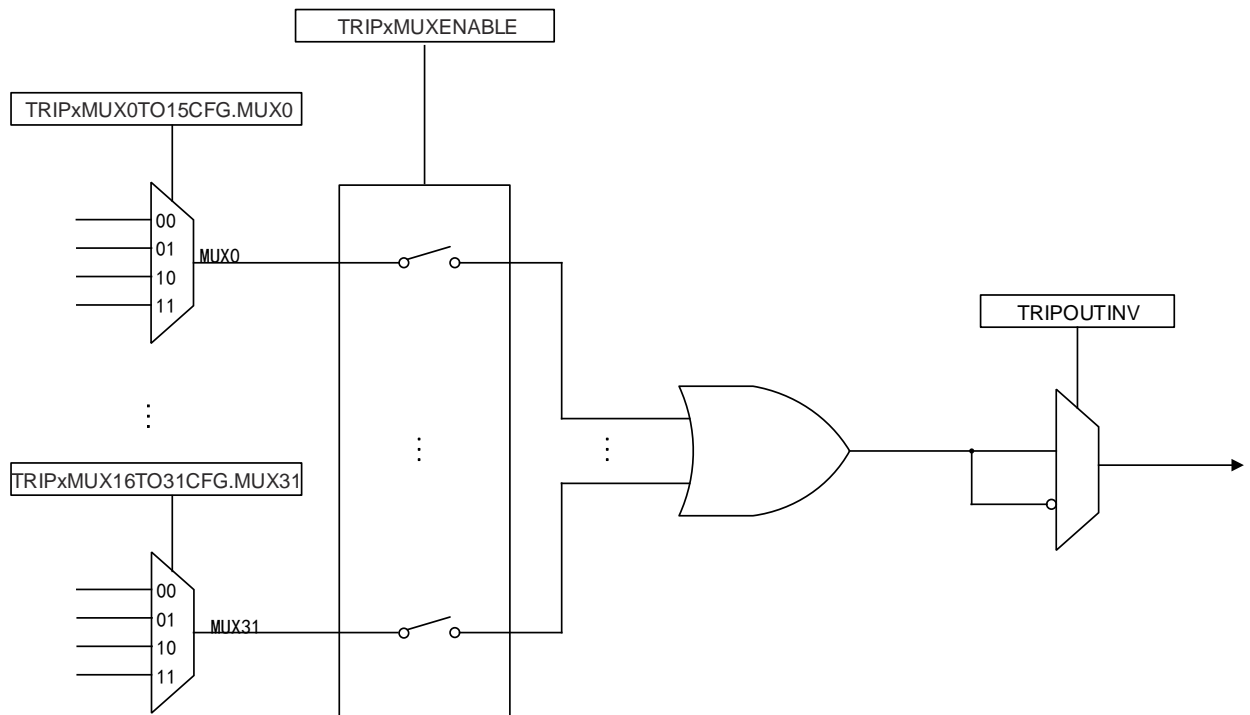 TRIPxMUXENABLE
TRIPxMUX0TO15CFG.MUX0
00
01
10
11
MUX0
TRIPOUTINV
TRIPxMUX16TO31CFG.MUX31
00
01
10
11
MUX31